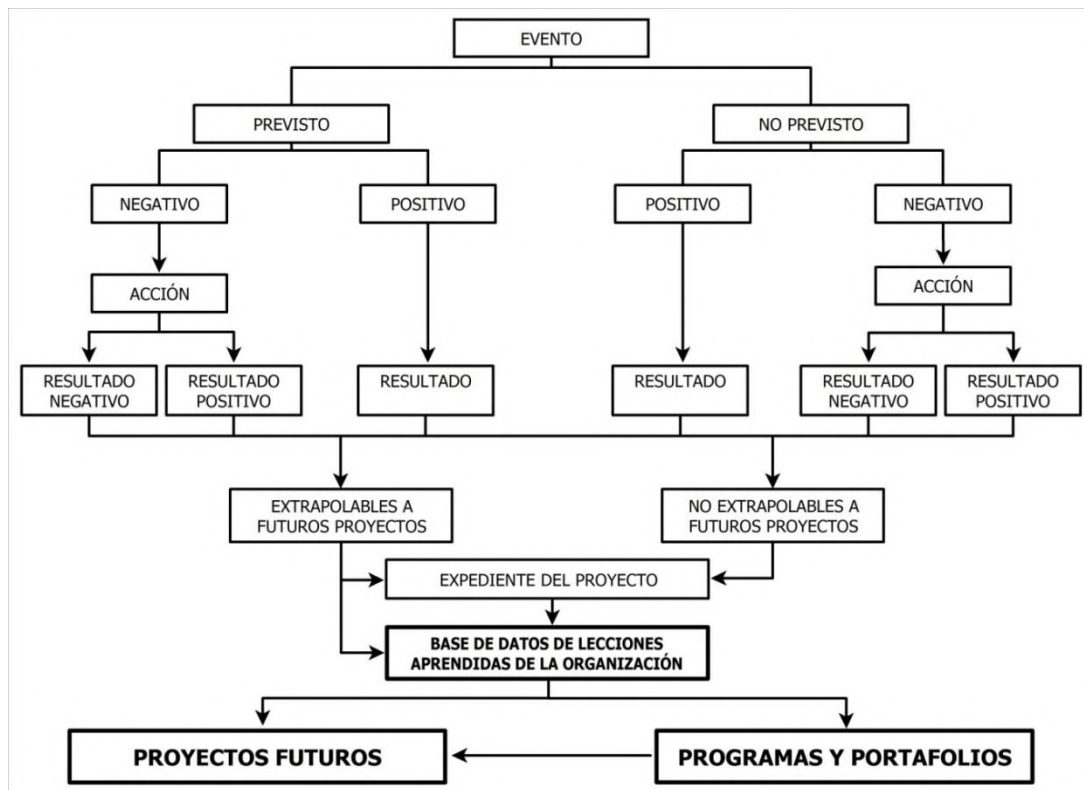 EVENTO
PREVISTO
NO PREVISTO
NEGATIVO
POSITIVO
POSITIVO
NEGATIVO
ACCIÓN
ACCIÓN
RESULTADO
NEGATIVO
RESULTADO
POSITIVO
RESULTADO
RESULTADO
RESULTADO
NEGATIVO
RESULTADO
POSITIVO
EXTRAPOLABLES A
FUTUROS PROYECTOS
NO EXTRAPOLABLES A
FUTUROS PROYECTOS
EXPEDIENTE DEL PROYECTO
BASE DE DATOS DE LECCIONES
APRENDIDAS DE LA ORGANIZACIÓN
PROYECTOS FUTUROS
PROGRAMAS Y PORTAFOLIOS